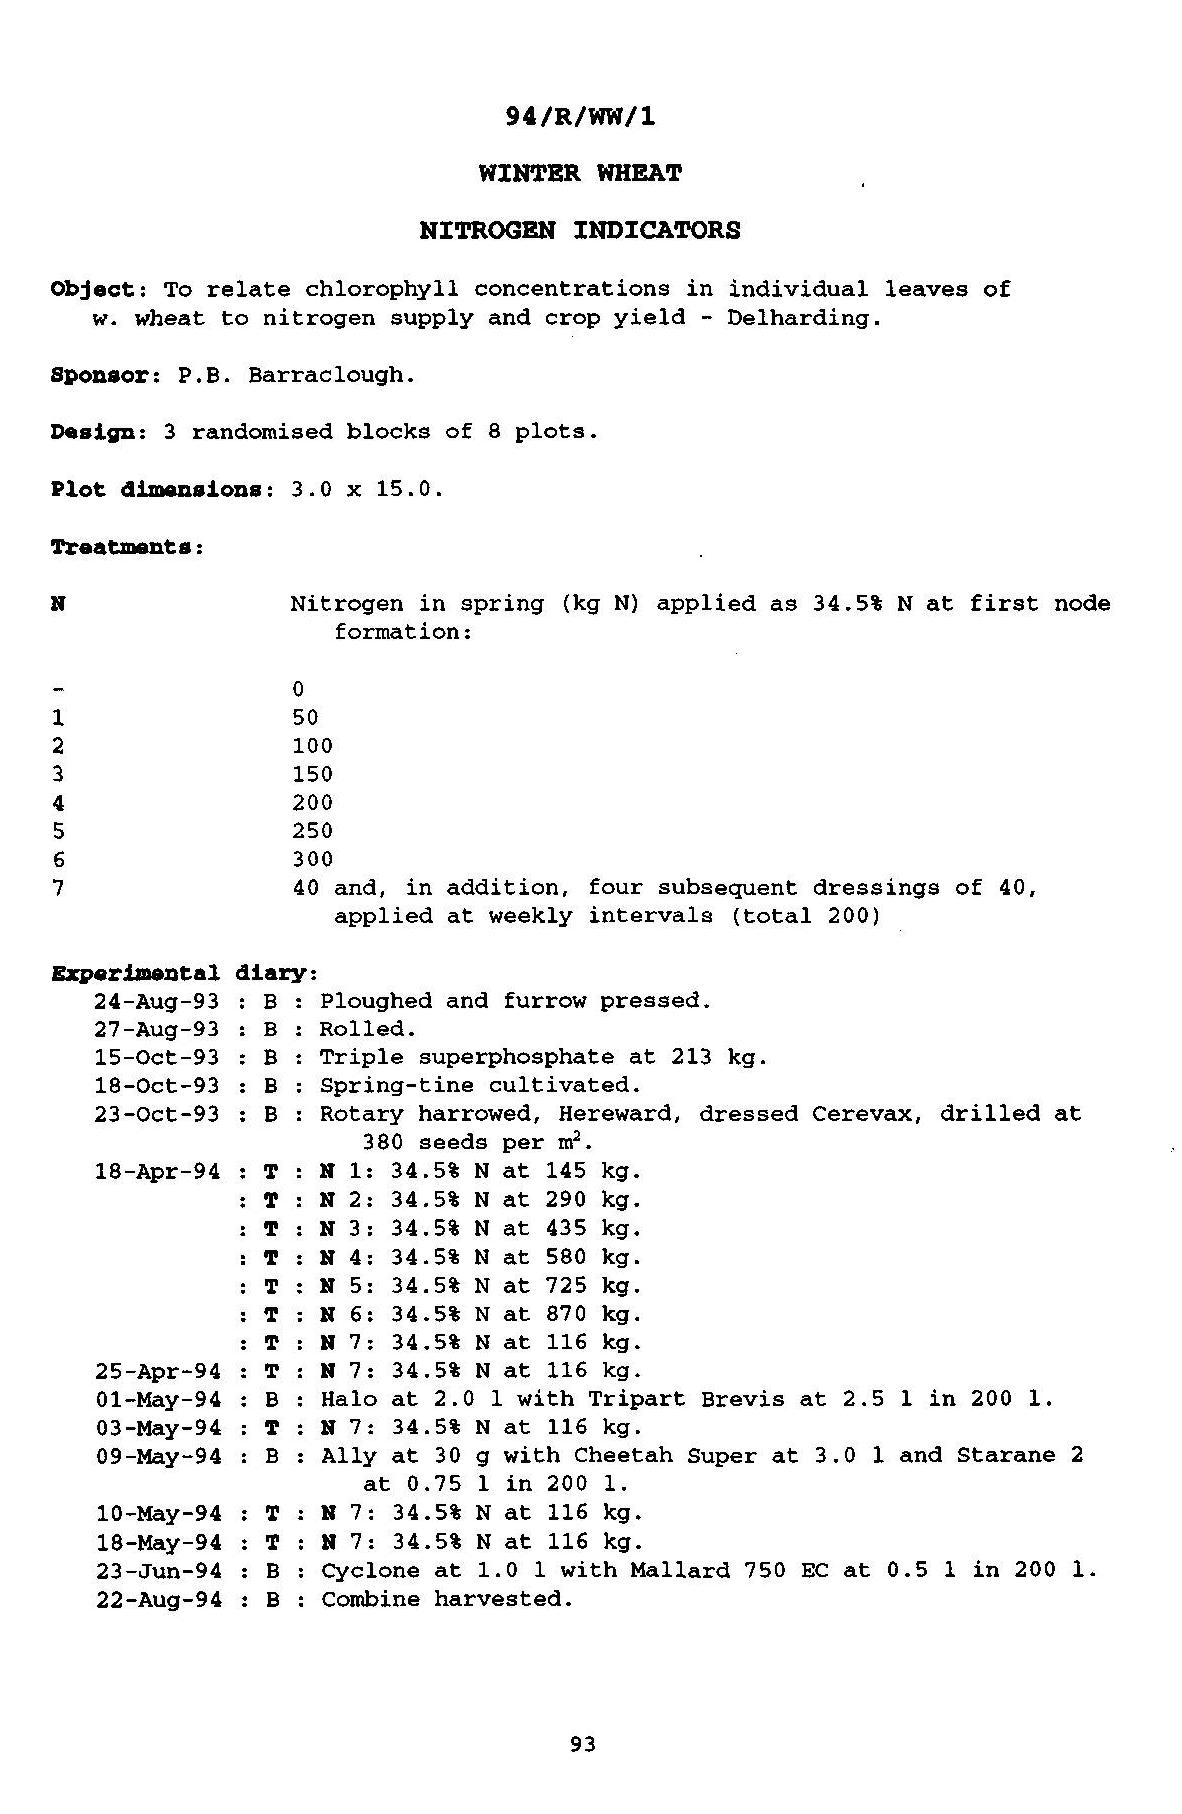 94/R/WW/1
WINTER WHEAT
NITROGEN INDICATORS
Object: To relate chlorophyll concentrations in individual leaves of
w. wheat to nitrogen supply and crop yield - Delharding.
Sponsor: P.B. Barraclough.
Design: 3 randomised blocks of 8 plots.
Plot dimensions: 3.0 x 15.0.
Treatments:
N Nitrogen in spring (kg N) applied as 34.5% N at first node
formation:
- 0
1 50
2 100
3 150
4 200
5 250
6 300
7 40 and, in addition, four subsequent dressings of 40,
applied at weekly intervals (total 200)
Experimental diary:
24-Aug-93 : B : Ploughed and furrow pressed.
27-Aug-93 : B : Rolled.
15-Oct-93 : B : Triple superphosphate at 213 kg.
18-Oct-93 : B : Spring-tine cultivated.
23-Oct-93 : B : Rotary harrowed, Hereward, dressed Cerevax, drilled at
380 seeds per m².
18-Apr-94 : T : N 1: 34.5% N at 145 kg.
: T : N 2: 34.5% N at 290 kg.
: T : N 3: 34.5% N at 435 kg.
: T : N 4: 34.5% N at 580 kg.
: T : N 5: 34.5% N at 725 kg.
: T : N 6: 34.5% N at 870 kg.
: T : N 7: 34.5% N at 116 kg.
25-Apr-94 : T : N 7: 34.5% N at 116 kg.
01-May-94 : B : Halo at 2.0 l with Tripart Brevis at 2.5 l in 200 l.
03-May-94 : T : N 7: 34.5% N at 116 kg.
09-May-94 : B : Ally at 30 g with Cheetah Super at 3.0 l and Starane 2
at 0.75 l in 200 l.
10-May-94 : T : N 7: 34.5% N at 116 kg.
18-May-94 : T : N 7: 34.5% N at 116 kg.
23-Jun-94 : B : Cyclone at 1.0 l with Mallard 750 EC at 0.5 l in 200 l.
22-Aug-94 : B : Combine harvested.
93